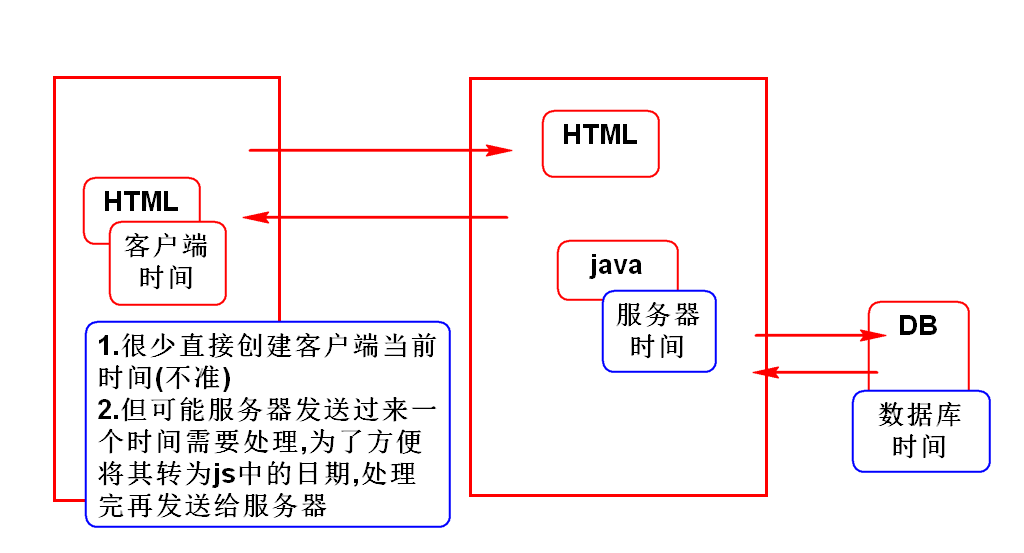 HTML
客户端
时间
1.很少直接创建客户端当前
时间(不准)
2.但可能服务器发送过来一
个时间需要处理,为了方便
将其转为js中的日期,处理
完再发送给服务器
HTML
java
服务器
时间
DB
数据库
时间